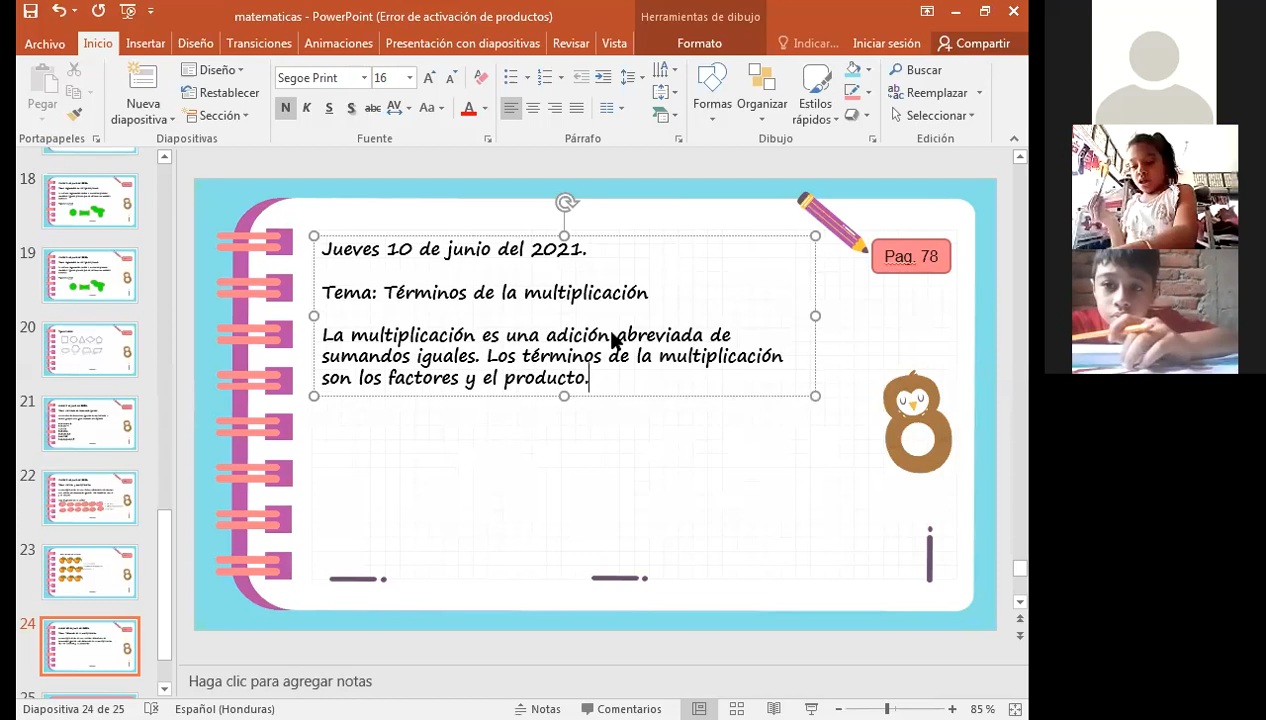 matematicas - PowerPoint (Error de activación de productos)
Herramientas de dibujo
Archivo Inicio Insertar Diseño Transiciones Animaciones Presentación con diapositivas Revisar Vista Formato Indicar... Iniciar sesión Compartir
Pegar
Nueva diapositiva
Diseño
Restablecer
Sección
Segoe Print 16
N K S S abc AV Aa A
Formas Organizar Estilos rápidos
Buscar
Reemplazar
Seleccionar
Portapapeles Diapositivas Fuente Párrafo Dibujo Edición
18
19
20
21
22
23
24
25
Jueves 10 de junio del 2021.
Pag. 78
Tema: Términos de la multiplicación
La multiplicación es una adición abreviada de
sumandos iguales. Los términos de la multiplicación
son los factores y el producto.
8
Haga clic para agregar notas
Diapositiva 24 de 25 Español (Honduras) Notas Comentarios 85 %